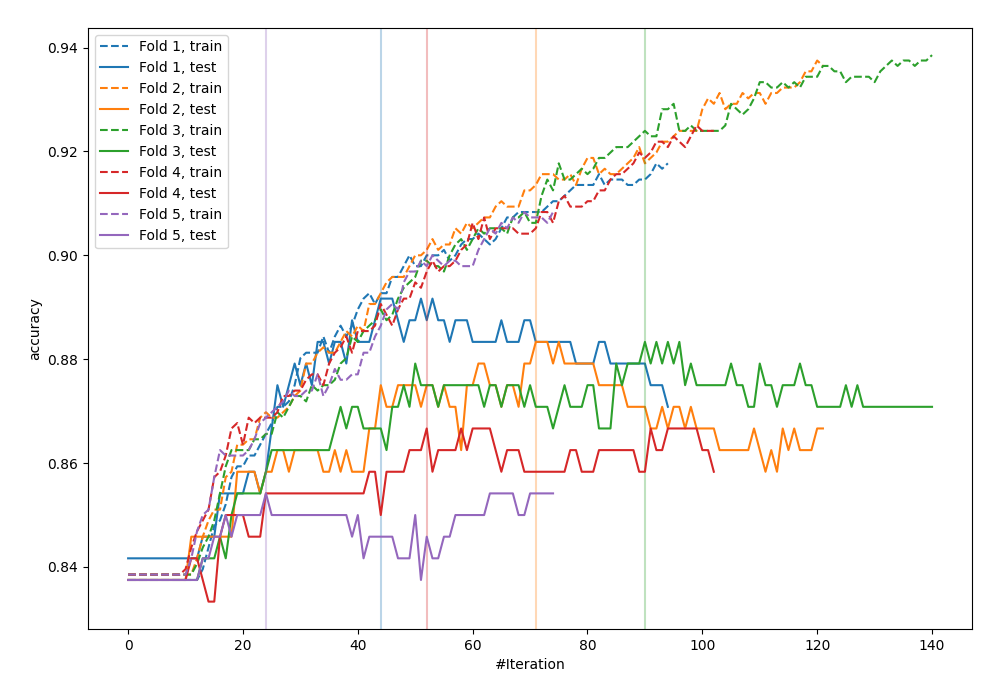 Fold 1, train
Fold 1, test
Fold 2, train
Fold 2, test
Fold 3, train
Fold 3, test
Fold 4, train
Fold 4, test
Fold 5, train
Fold 5, test
0.94
0.92
0.90
0.88
0.86
0.84
accuracy
0 20 40 60 80 100 120 140
#Iteration